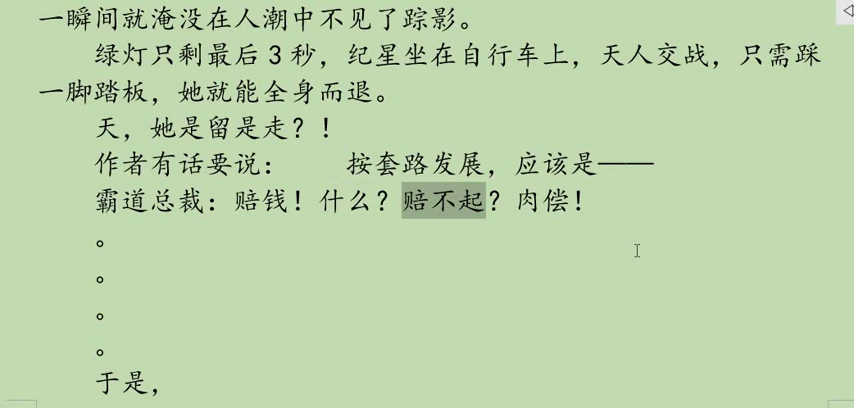 一瞬间就淹没在人潮中不见了踪影。
绿灯只剩最后 3 秒，纪星坐在自行车上，天人交战，只需踩
一脚踏板，她就能全身而退。
天，她是留是走？！
作者有话要说： 按套路发展，应该是——
霸道总裁：赔钱！什么？赔不起？肉偿！
。
。
。
。
于是，